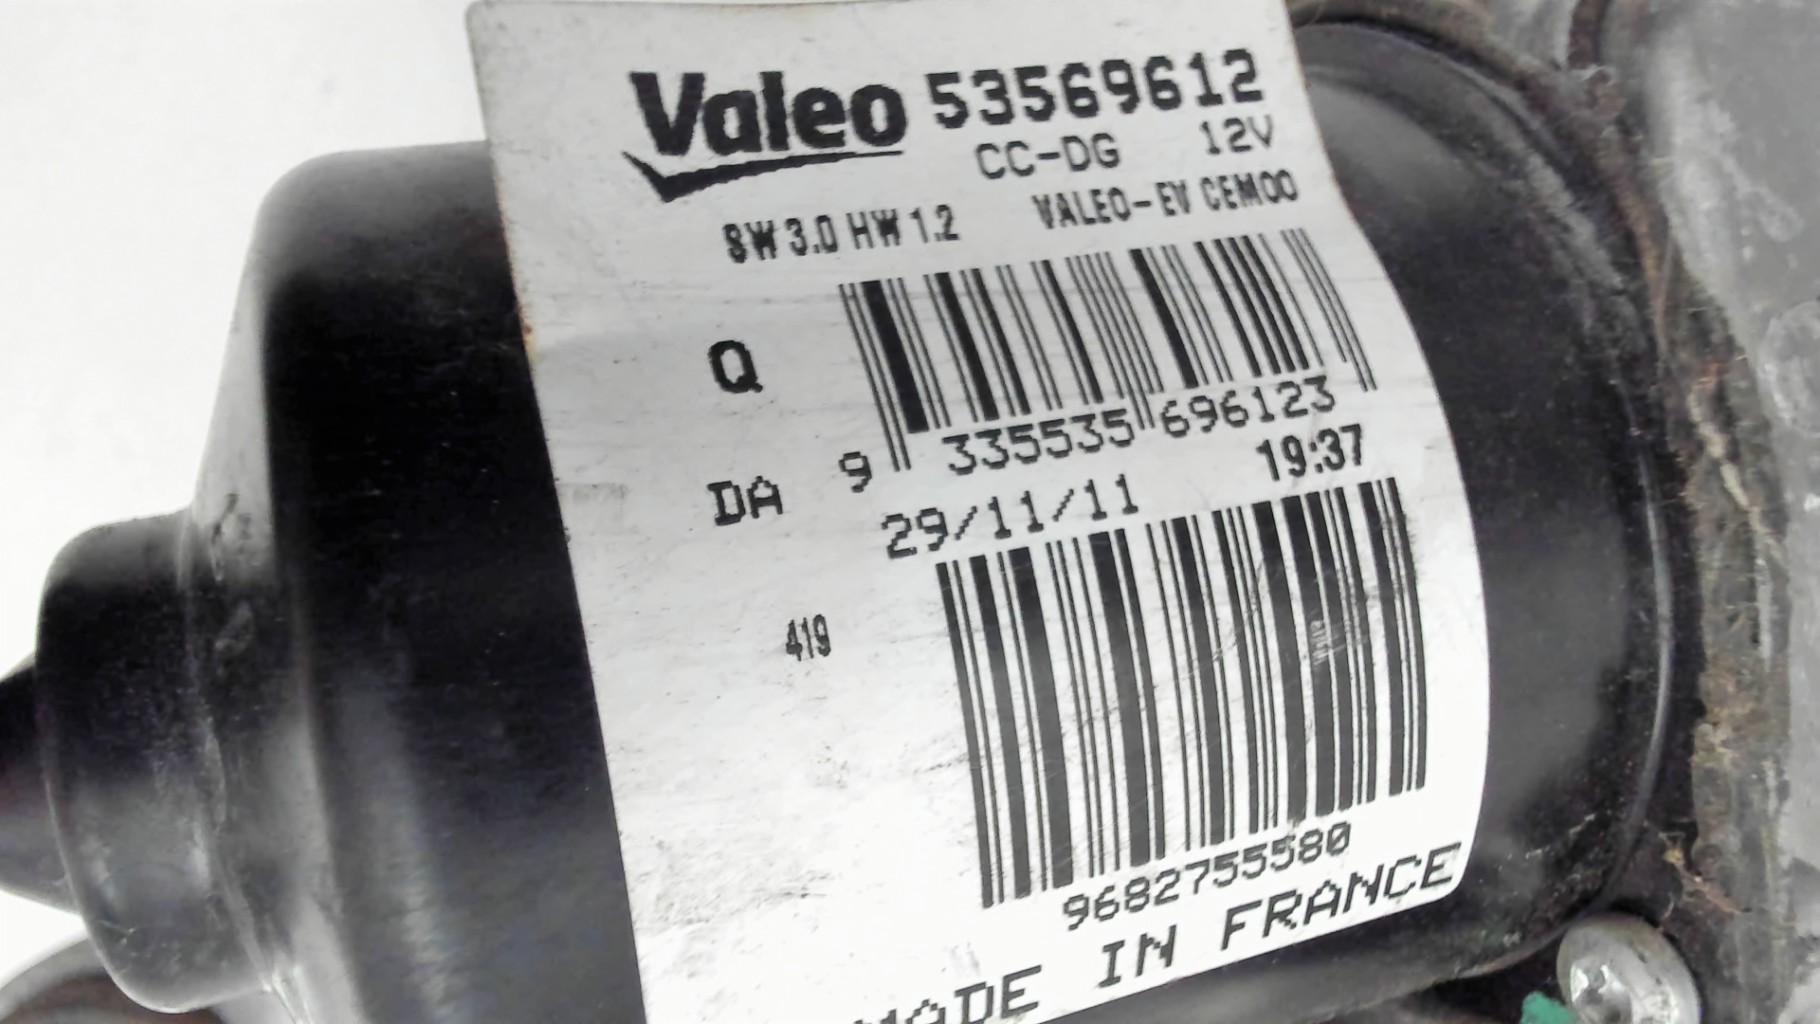 Valeo 53569612
CC-DG 12V
SW 3.0 HW 1.2 VALEO-EV CEM00
Q
9 335535 696123
DA 29/11/11 19:37
419
9682755580
MADE IN FRANCE